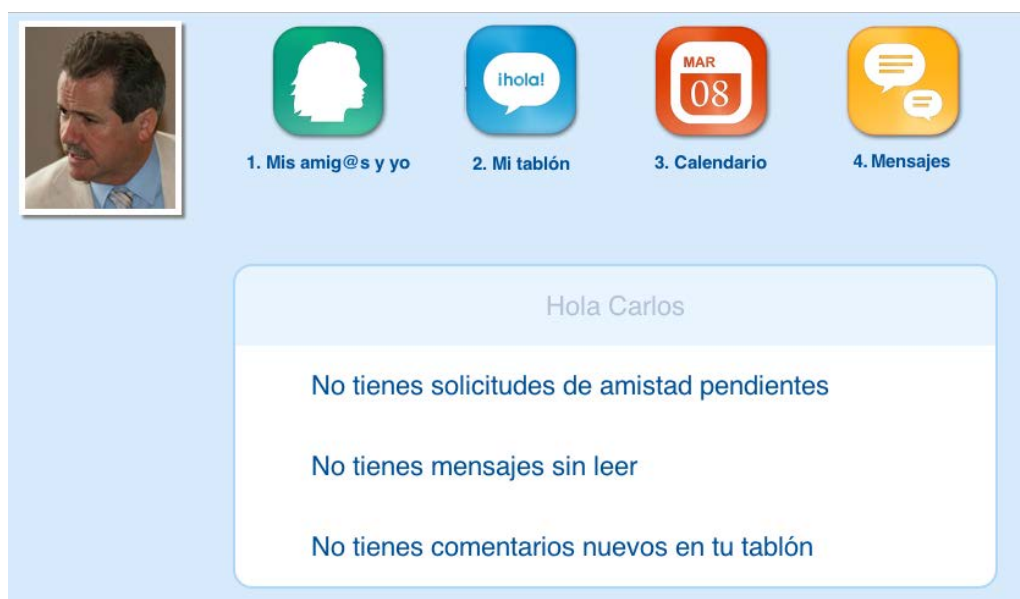 ¡hola!
MAR
08
1. Mis amig@s y yo
2. Mi tablón
3. Calendario
4. Mensajes
Hola Carlos
No tienes solicitudes de amistad pendientes
No tienes mensajes sin leer
No tienes comentarios nuevos en tu tablón